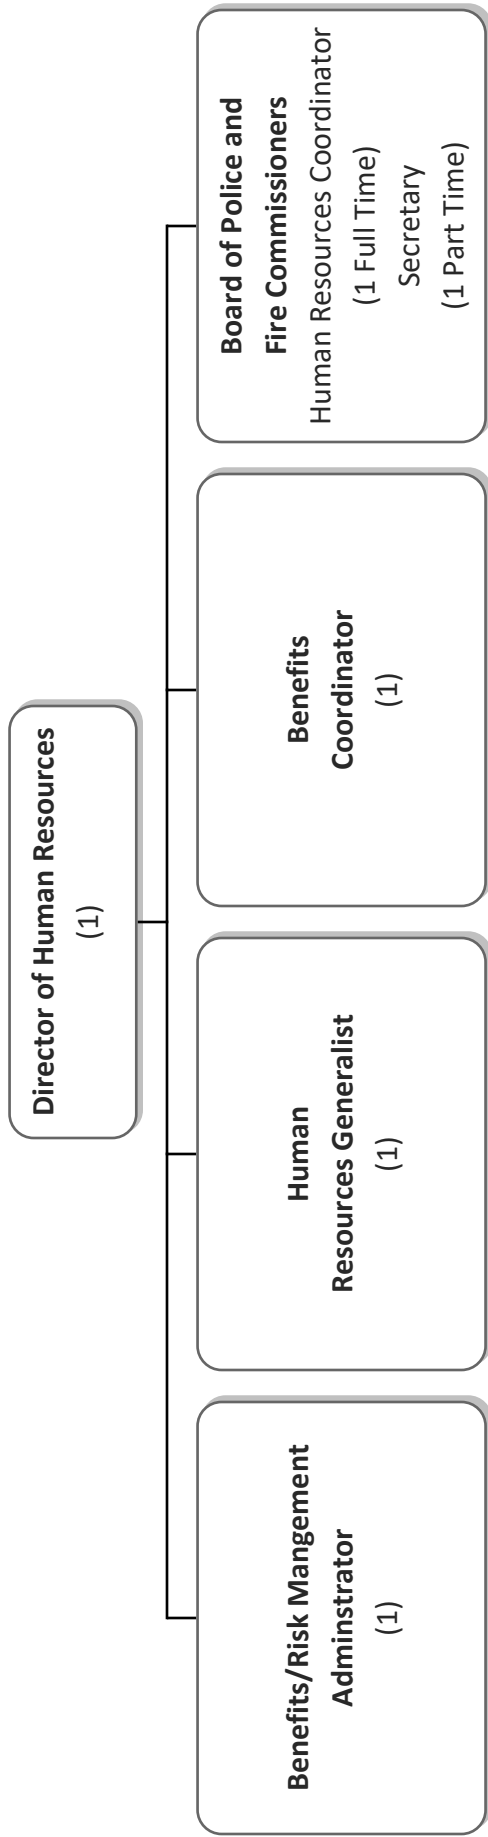 Director of Human Resources
(1)
Benefits/Risk Mangement
Adminstrator
(1)
Human
Resources Generalist
(1)
Benefits
Coordinator
(1)
Board of Police and
Fire Commissioners
Human Resources Coordinator
(1 Full Time)
Secretary
(1 Part Time)